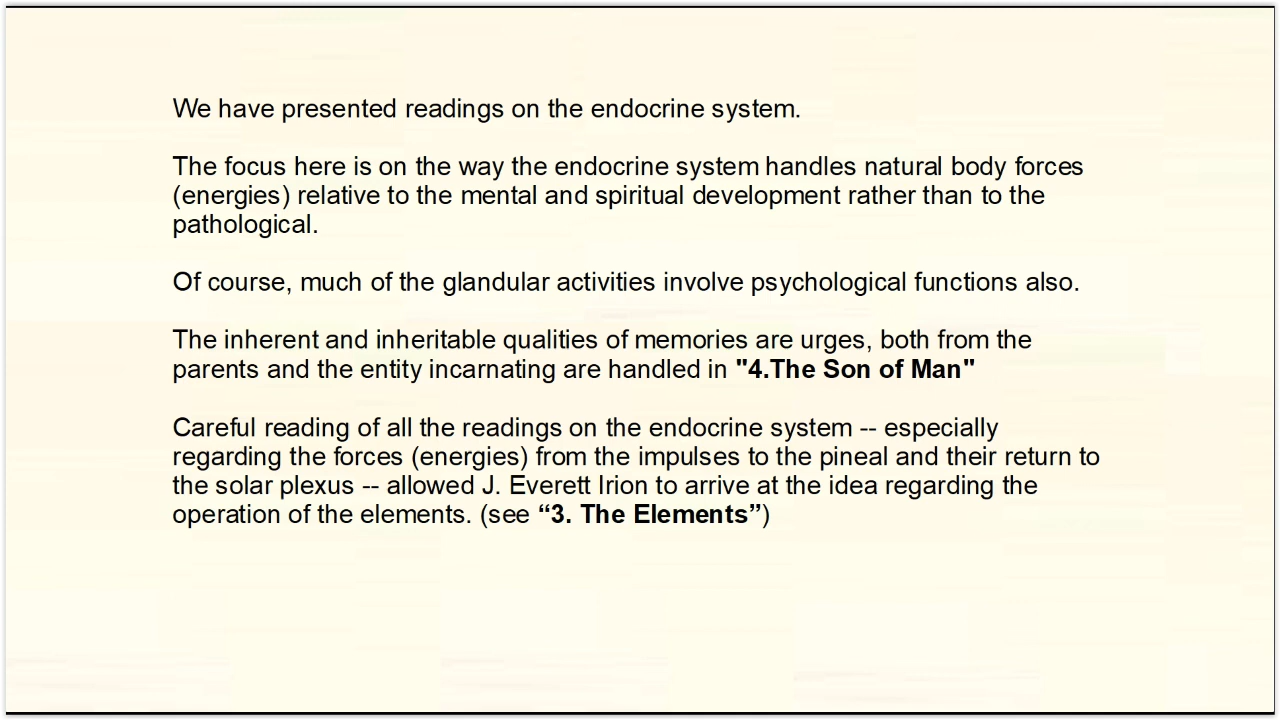 We have presented readings on the endocrine system.
The focus here is on the way the endocrine system handles natural body forces
(energies) relative to the mental and spiritual development rather than to the
pathological.
Of course, much of the glandular activities involve psychological functions also.
The inherent and inheritable qualities of memories are urges, both from the
parents and the entity incarnating are handled in "4.The Son of Man"
Careful reading of all the readings on the endocrine system -- especially
regarding the forces (energies) from the impulses to the pineal and their return to
the solar plexus -- allowed J. Everett Irion to arrive at the idea regarding the
operation of the elements. (see “3. The Elements”)